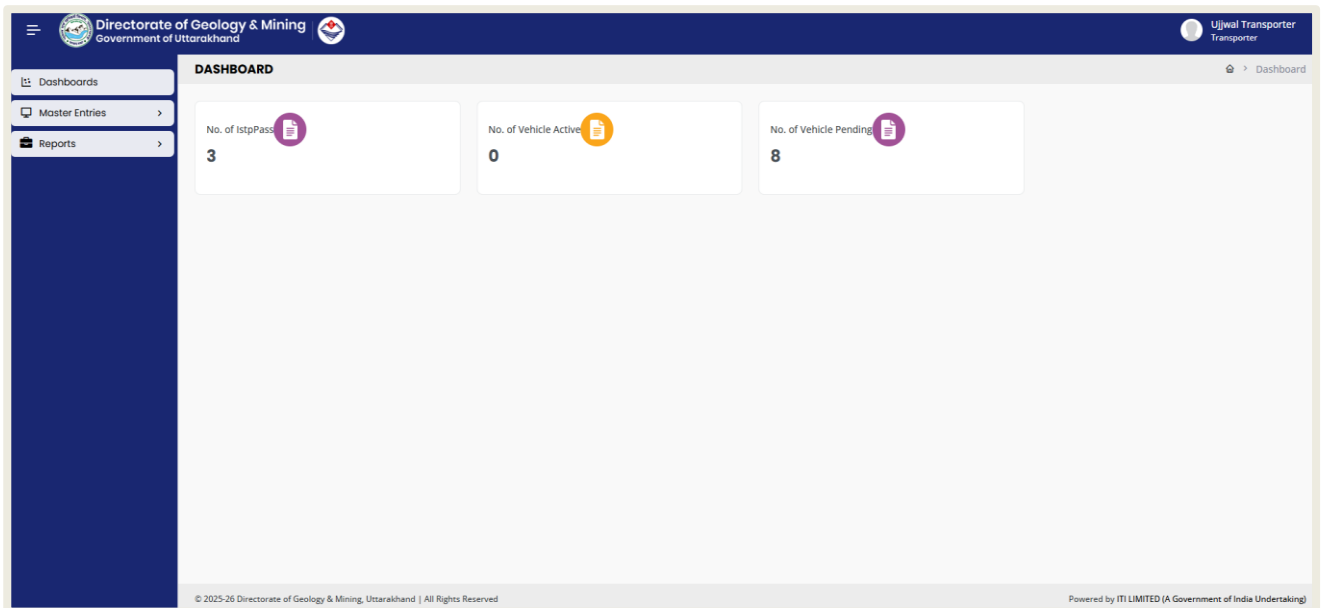 Directorate of Geology & Mining
Government of Uttarakhand
Ujjwal Transporter
Transporter
Dashboards
Master Entries
Reports
DASHBOARD
Dashboard
No. of IstpPass
3
No. of Vehicle Active
0
No. of Vehicle Pending
8
© 2025-26 Directorate of Geology & Mining, Uttarakhand | All Rights Reserved
Powered by ITI LIMITED (A Government of India Undertaking)